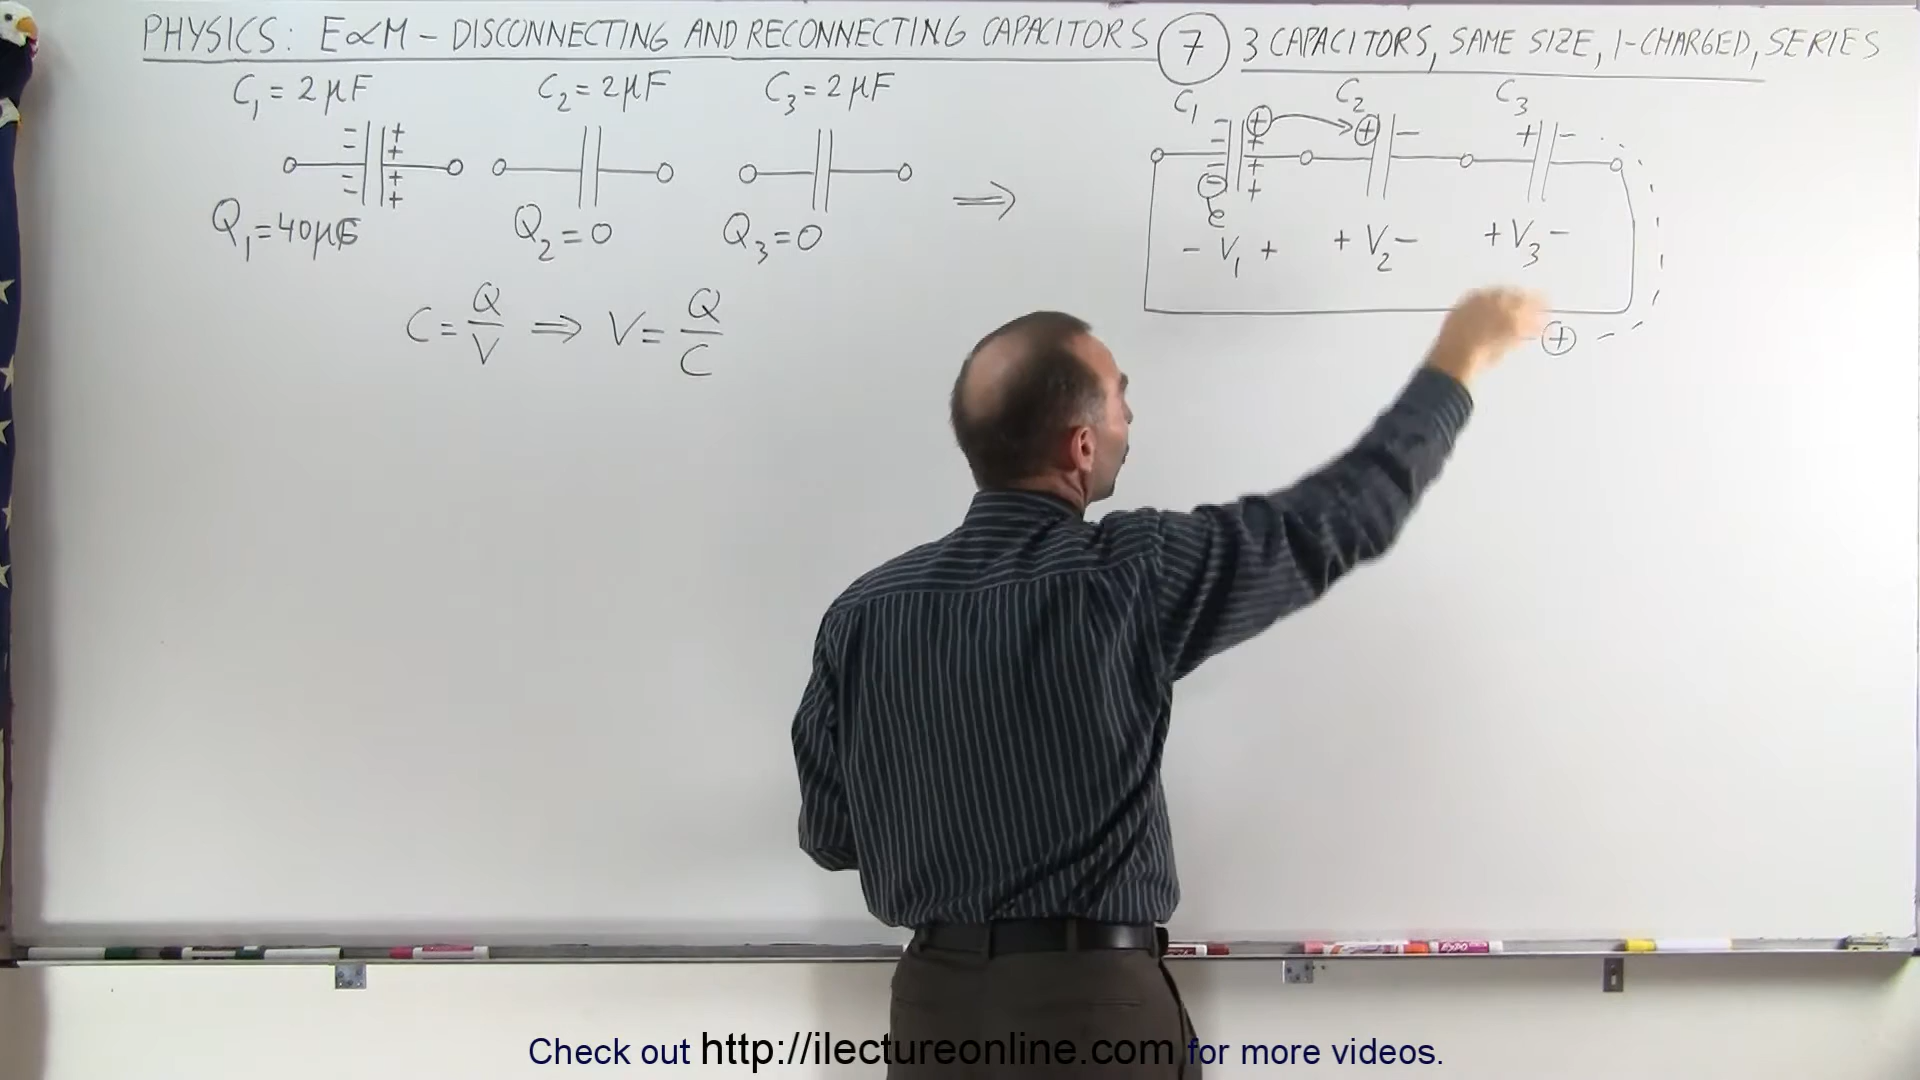 PHYSICS: E∝M – DISCONNECTING AND RECONNECTING CAPACITORS 7 3 CAPACITORS, SAME SIZE, 1-CHARGED, SERIES
C₁ = 2μF C₂ = 2μF C₃ = 2μF
C₁ C₂ C₃
Q₁ = 40μC Q₂ = 0 Q₃ = 0
e
- V₁ + + V₂ - + V₃ -
C = Q/V ⇒ V = Q/C
EXPO
Check out http://ilectureonline.com for more videos.